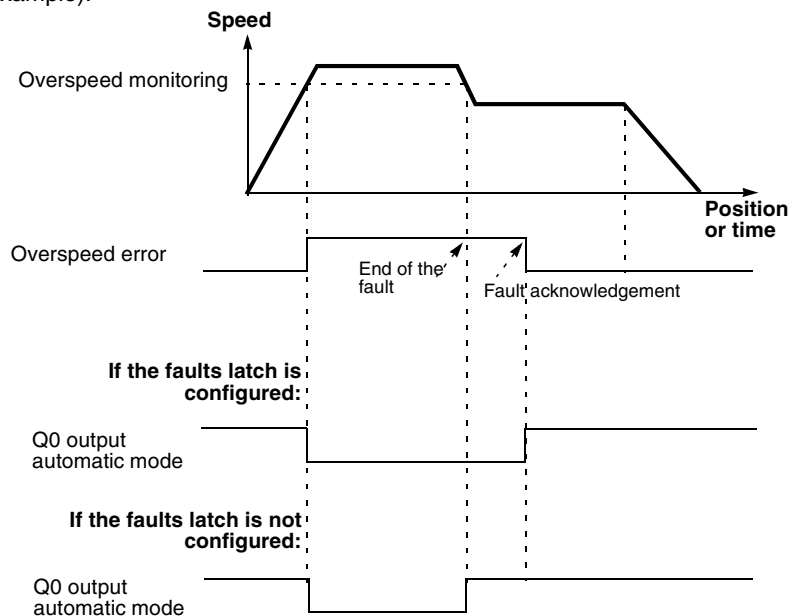 xample).
Speed
Overspeed monitoring
Position
or time
Overspeed error
End of the
fault
Fault acknowledgement
If the faults latch is
configured:
Q0 output
automatic mode
If the faults latch is not
configured:
Q0 output
automatic mode